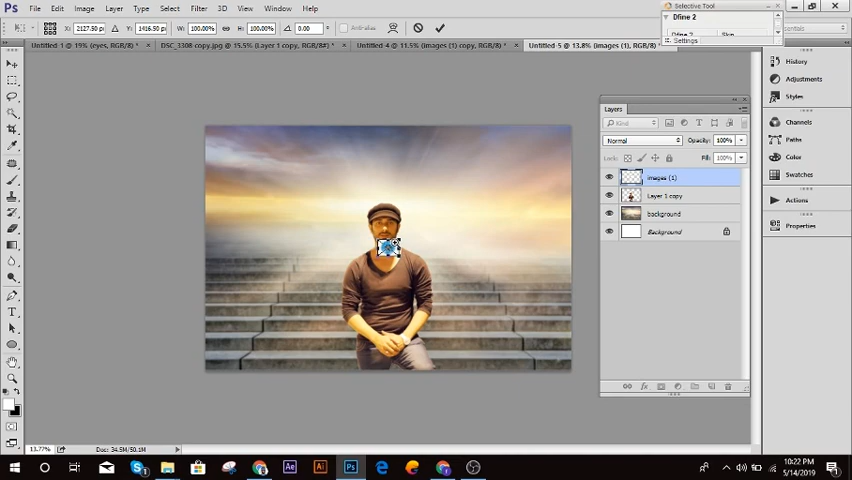 Ps File Edit Image Layer Type Select Filter 3D View Window Help
Selective Tool
Dfine 2
Settings
X: 2127.50 p Y: 1416.50 p W: 100.00% H: 100.00% 0.00 Antialias
Untitled-1 @ 19% (eyes, RGB/8) * × DSC_3308 copy.jpg @ 15.5% (Layer 1 copy, RGB/8#) * × Untitled-4 @ 11.5% (images (1) copy, RGB/8) * × Untitled-5 @ 13.8% (images (1), RGB/8) *
History
Adjustments
Styles
Channels
Paths
Color
Swatches
Actions
Properties
Layers
Kind
Normal Opacity: 100%
Lock: Fill: 100%
images (1)
Layer 1 copy
background
Background
13.77% Doc: 34.5M/50.1M
Ae Ai Ps
10:22 PM
5/14/2019